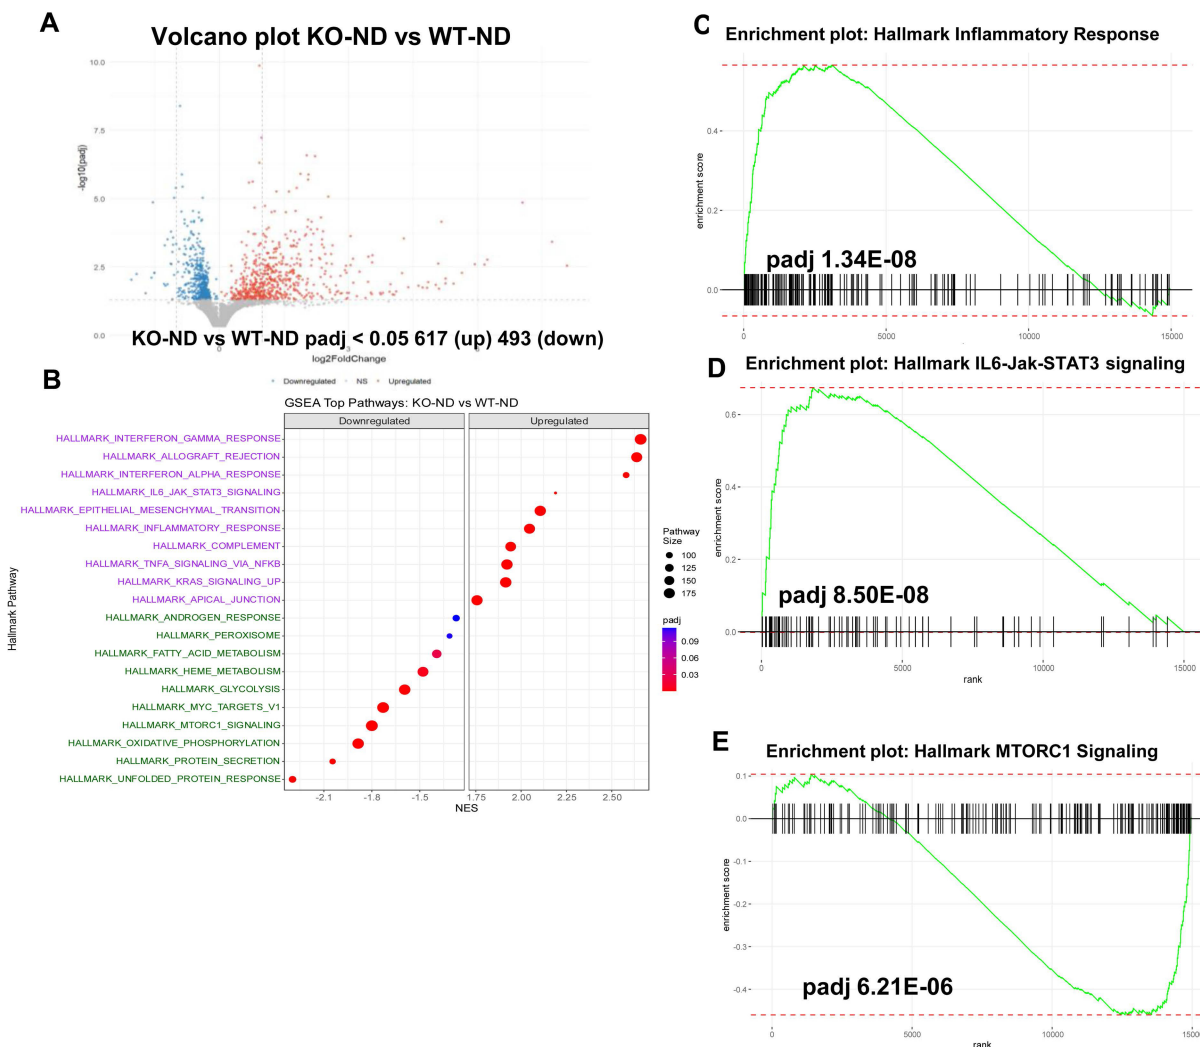 A
Volcano plot KO-ND vs WT-ND
10.0
7.5
5.0
2.5
0.0
-log10(padj)
KO-ND vs WT-ND padj < 0.05 617 (up) 493 (down)
log2FoldChange
Downregulated NS Upregulated
B
GSEA Top Pathways: KO-ND vs WT-ND
Downregulated Upregulated
HALLMARK_INTERFERON_GAMMA_RESPONSE
HALLMARK_ALLOGRAFT_REJECTION
HALLMARK_INTERFERON_ALPHA_RESPONSE
HALLMARK_IL6_JAK_STAT3_SIGNALING
HALLMARK_EPITHELIAL_MESENCHYMAL_TRANSITION
HALLMARK_INFLAMMATORY_RESPONSE
HALLMARK_COMPLEMENT
HALLMARK_TNFA_SIGNALING_VIA_NFKB
HALLMARK_KRAS_SIGNALING_UP
HALLMARK_APICAL_JUNCTION
HALLMARK_ANDROGEN_RESPONSE
HALLMARK_PEROXISOME
HALLMARK_FATTY_ACID_METABOLISM
HALLMARK_HEME_METABOLISM
HALLMARK_GLYCOLYSIS
HALLMARK_MYC_TARGETS_V1
HALLMARK_MTORC1_SIGNALING
HALLMARK_OXIDATIVE_PHOSPHORYLATION
HALLMARK_PROTEIN_SECRETION
HALLMARK_UNFOLDED_PROTEIN_RESPONSE
Hallmark Pathway
-2.1 -1.8 -1.5 1.75 2.00 2.25 2.50
NES
Pathway
Size
100
125
150
175
padj
0.09
0.06
0.03
C
Enrichment plot: Hallmark Inflammatory Response
enrichment score
0.4
0.2
0.0
padj 1.34E-08
0 5000 10000 15000
D
Enrichment plot: Hallmark IL6-Jak-STAT3 signaling
enrichment score
0.6
0.4
0.2
0.0
padj 8.50E-08
0 5000 10000 15000
rank
E
Enrichment plot: Hallmark MTORC1 Signaling
enrichment score
0.1
0.0
-0.1
-0.2
-0.3
-0.4
padj 6.21E-06
0 5000 10000
rank